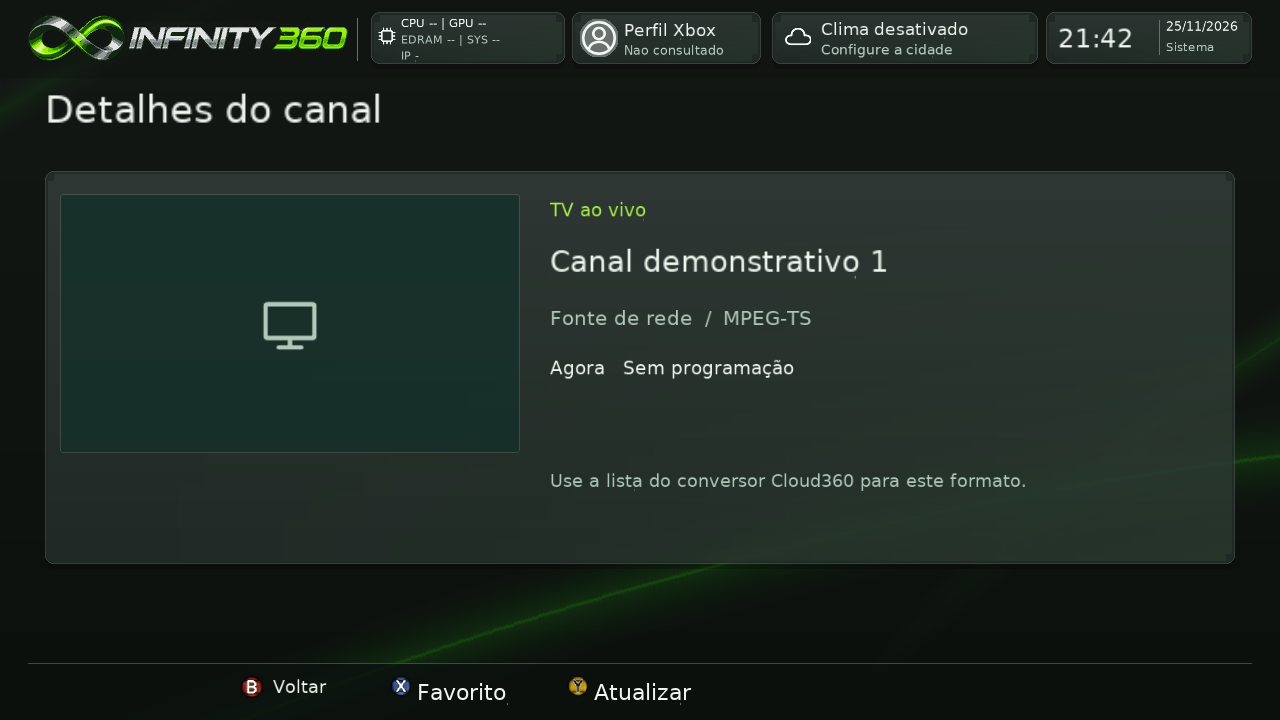 INFINITY 360
CPU -- | GPU --
EDRAM -- | SYS --
IP -
Perfil Xbox
Nao consultado
Clima desativado
Configure a cidade
21:42
25/11/2026
Sistema
Detalhes do canal
TV ao vivo
Canal demonstrativo 1
Fonte de rede / MPEG-TS
Agora Sem programação
Use a lista do conversor Cloud360 para este formato.
B Voltar X Favorito Y Atualizar